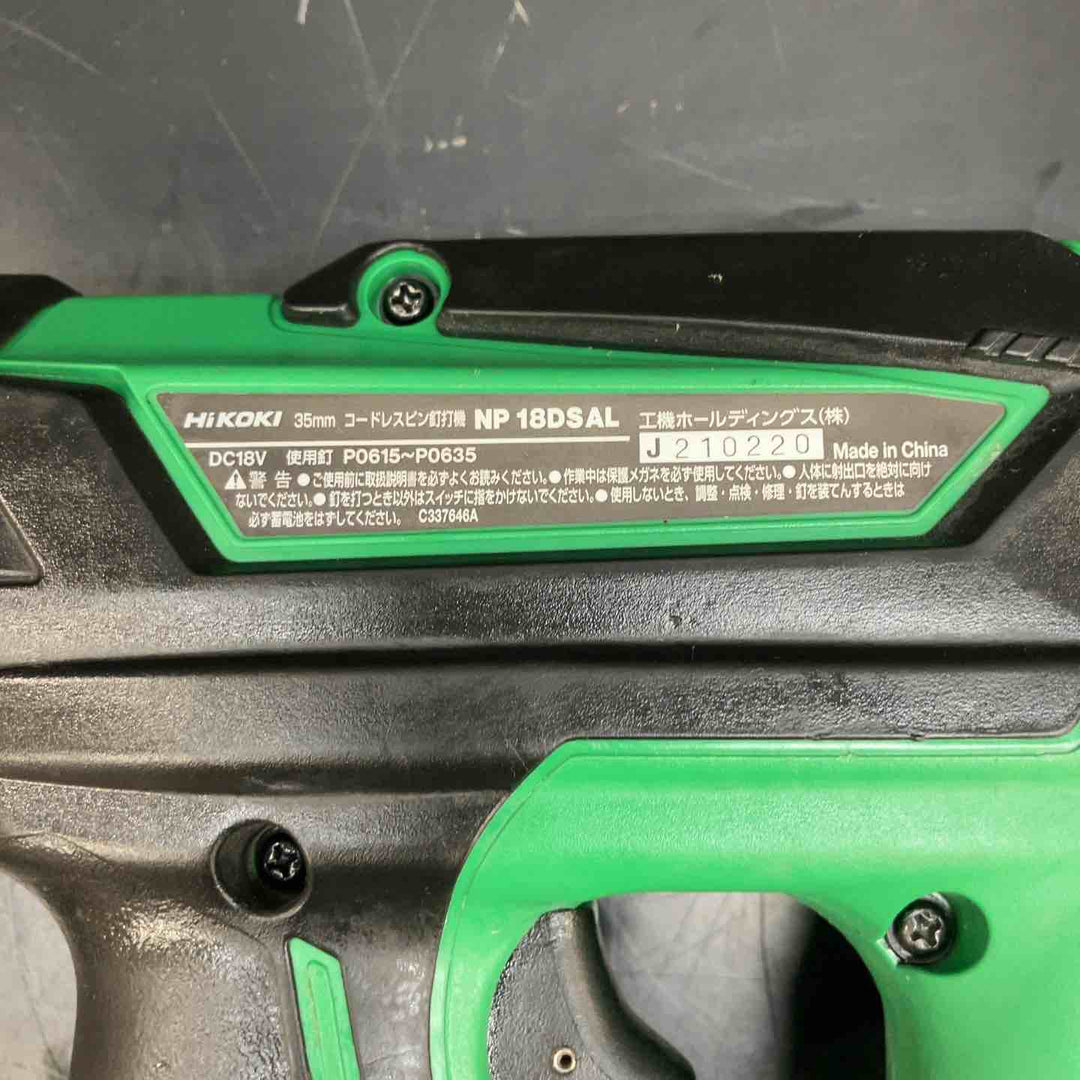 HiKOKI 35mm コードレスピン釘打機 NP 18DSAL 工機ホールディングス(株)
DC18V 使用釘 P0615~P0635 J210220 Made in China
警告 ●ご使用前に取扱説明書を必ずよくお読みください。●作業中は保護メガネを必ず使用してください。●人体に射出口を絶対に向け
ないでください。●釘を打つとき以外はスイッチに指をかけないでください。●使用しないとき、調整・点検・修理・釘を装てんするときは
必ず蓄電池をはずしてください。 C337646A